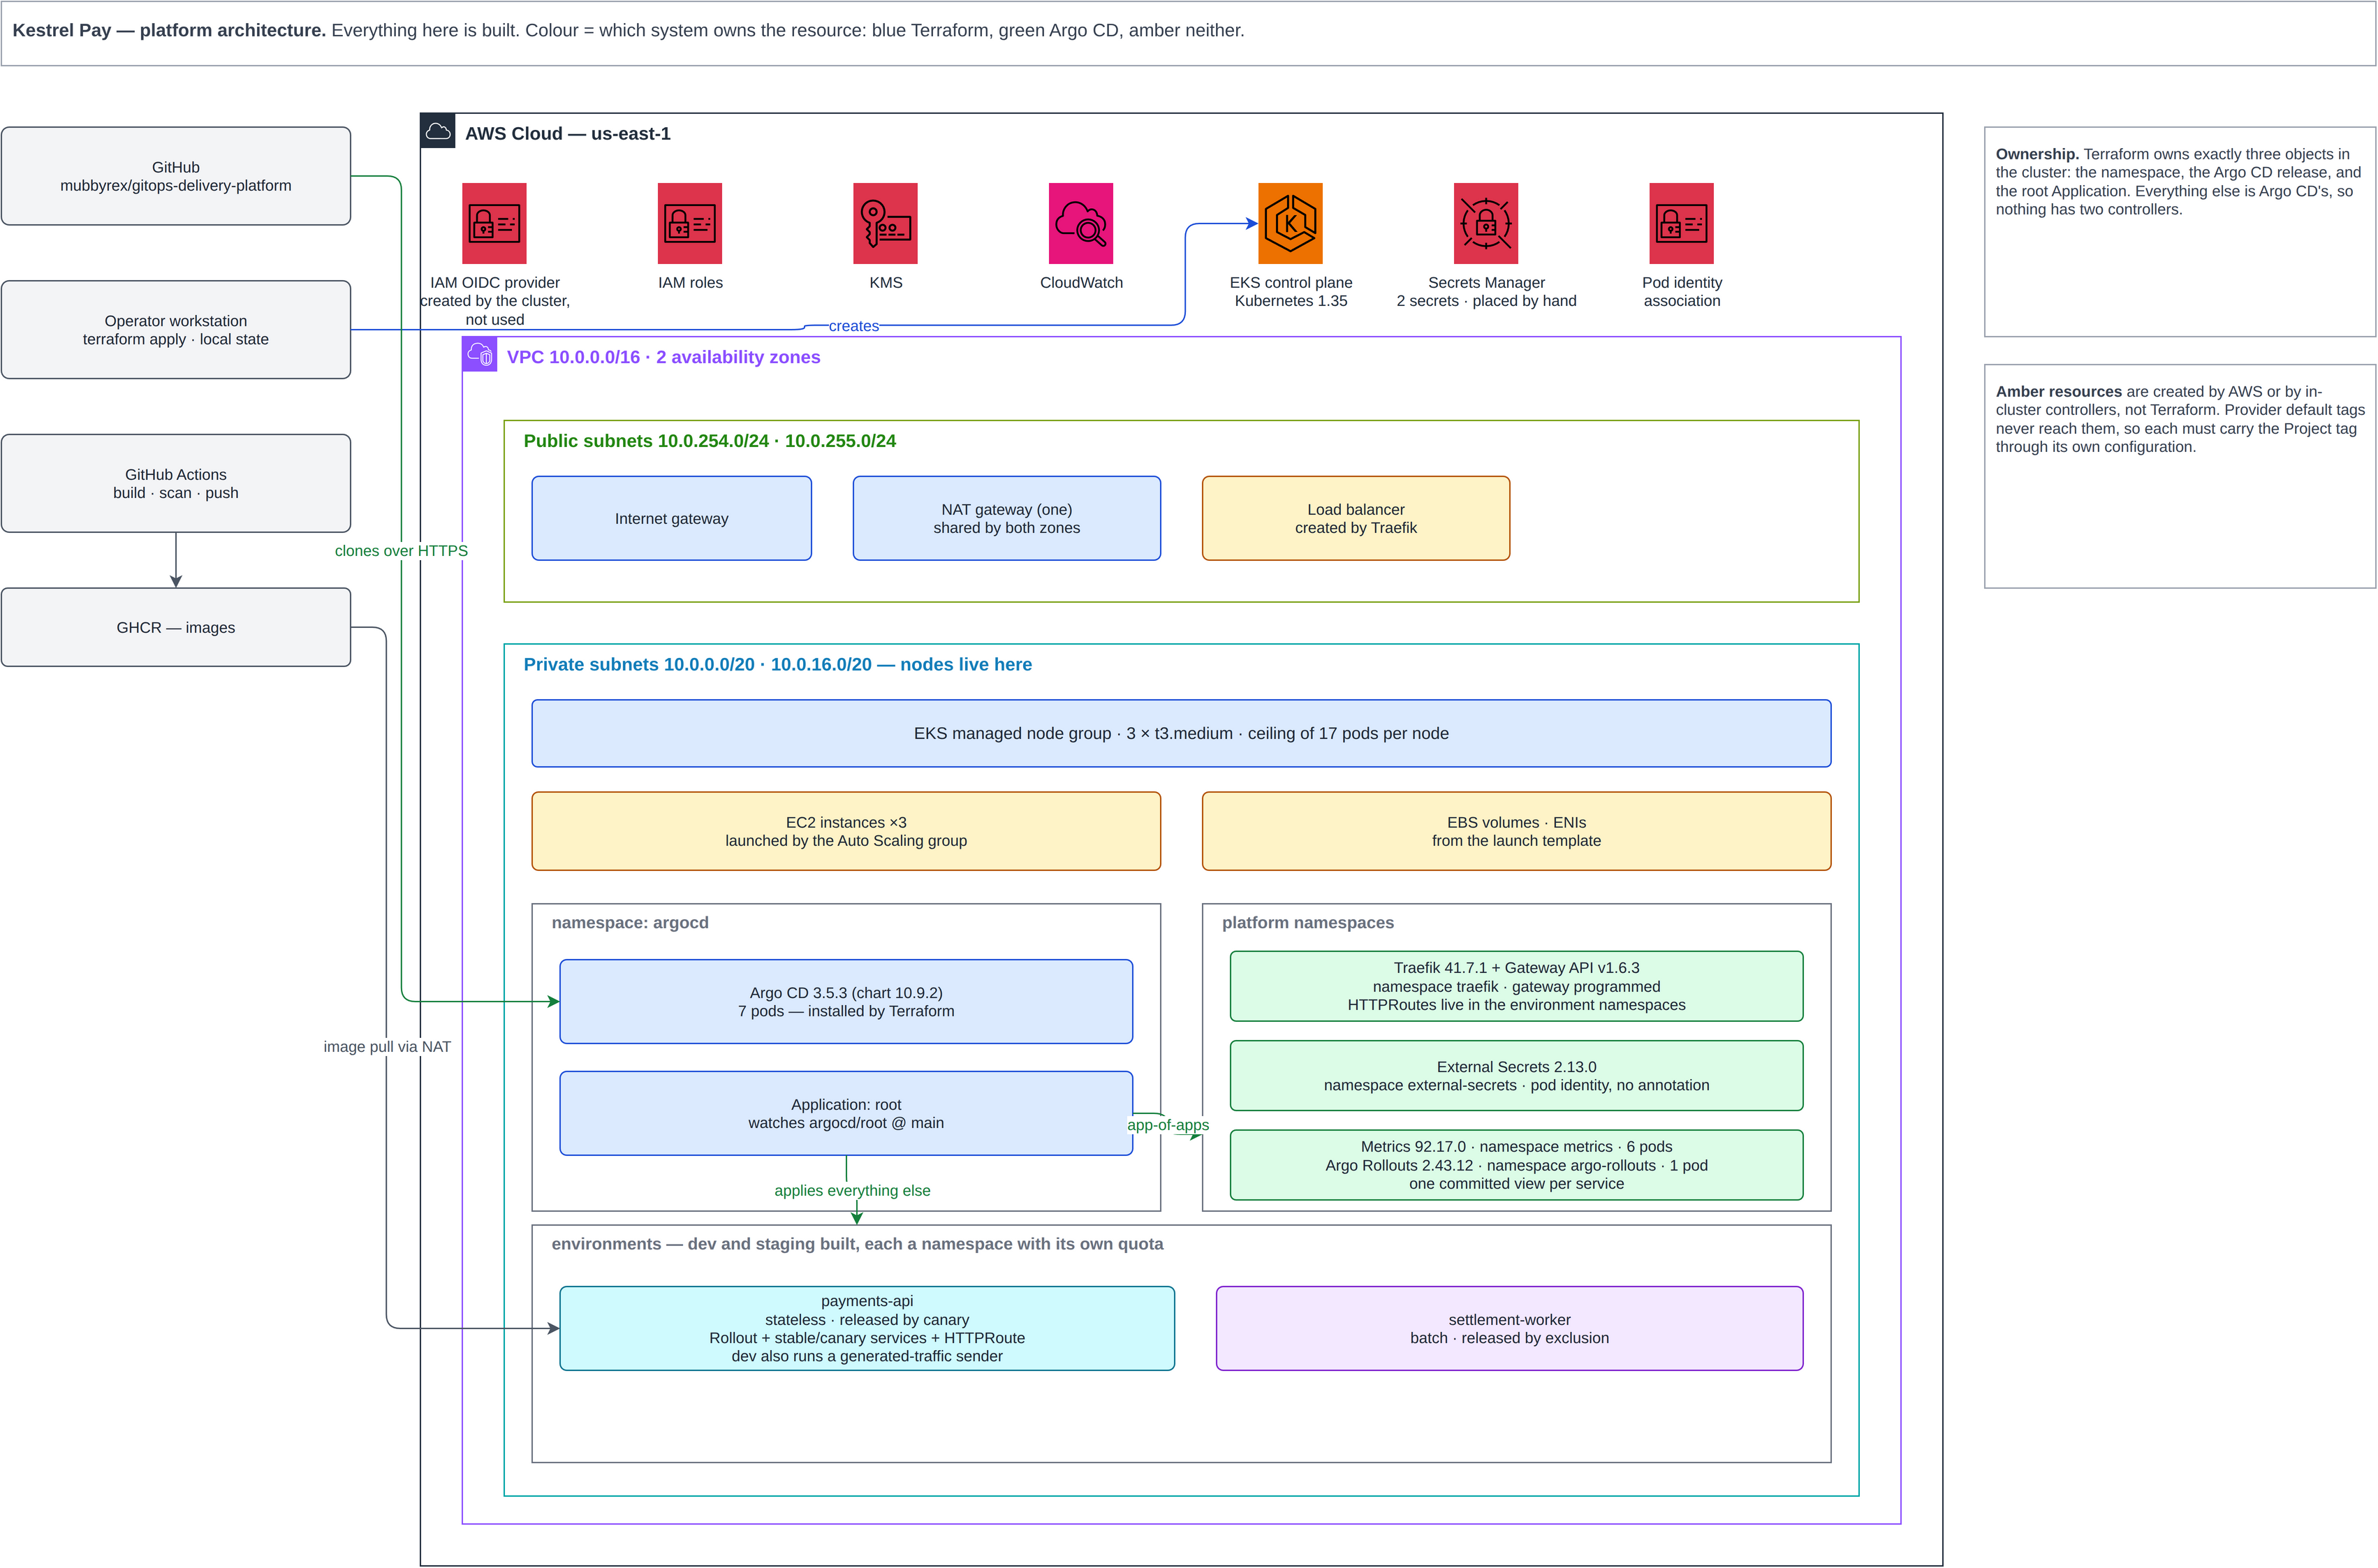 Kestrel Pay — platform architecture. Everything here is built. Colour = which system owns the resource: blue Terraform, green Argo CD, amber neither.
GitHub
mubbyrex/gitops-delivery-platform
Operator workstation
terraform apply · local state
GitHub Actions
build · scan · push
GHCR — images
clones over HTTPS
image pull via NAT
AWS Cloud — us-east-1
IAM OIDC provider
created by the cluster,
not used
IAM roles
KMS
CloudWatch
EKS control plane
Kubernetes 1.35
Secrets Manager
2 secrets · placed by hand
Pod identity
association
creates
VPC 10.0.0.0/16 · 2 availability zones
Public subnets 10.0.254.0/24 · 10.0.255.0/24
Internet gateway
NAT gateway (one)
shared by both zones
Load balancer
created by Traefik
Private subnets 10.0.0.0/20 · 10.0.16.0/20 — nodes live here
EKS managed node group · 3 × t3.medium · ceiling of 17 pods per node
EC2 instances ×3
launched by the Auto Scaling group
EBS volumes · ENIs
from the launch template
namespace: argocd
Argo CD 3.5.3 (chart 10.9.2)
7 pods — installed by Terraform
Application: root
watches argocd/root @ main
app-of-apps
applies everything else
platform namespaces
Traefik 41.7.1 + Gateway API v1.6.3
namespace traefik · gateway programmed
HTTPRoutes live in the environment namespaces
External Secrets 2.13.0
namespace external-secrets · pod identity, no annotation
Metrics 92.17.0 · namespace metrics · 6 pods
Argo Rollouts 2.43.12 · namespace argo-rollouts · 1 pod
one committed view per service
environments — dev and staging built, each a namespace with its own quota
payments-api
stateless · released by canary
Rollout + stable/canary services + HTTPRoute
dev also runs a generated-traffic sender
settlement-worker
batch · released by exclusion
Ownership. Terraform owns exactly three objects in
the cluster: the namespace, the Argo CD release, and
the root Application. Everything else is Argo CD's, so
nothing has two controllers.
Amber resources are created by AWS or by in-
cluster controllers, not Terraform. Provider default tags
never reach them, so each must carry the Project tag
through its own configuration.